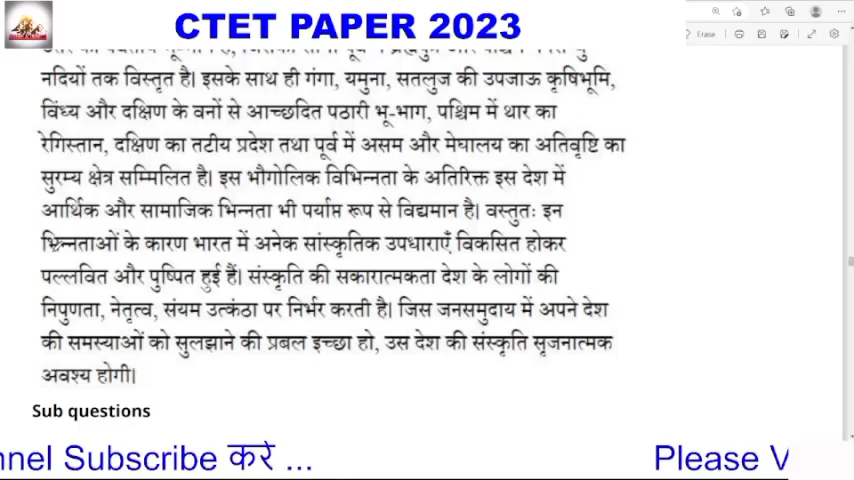 CTET PAPER 2023
Erase
नदियों तक विस्तृत है। इसके साथ ही गंगा, यमुना, सतलुज की उपजाऊ कृषिभूमि,
विंध्य और दक्षिण के वनों से आच्छदित पठारी भू-भाग, पश्चिम में थार का
रेगिस्तान, दक्षिण का तटीय प्रदेश तथा पूर्व में असम और मेघालय का अतिवृष्टि का
सुरम्य क्षेत्र सम्मिलित है। इस भौगोलिक विभिन्नता के अतिरिक्त इस देश में
आर्थिक और सामाजिक भिन्नता भी पर्याप्त रूप से विद्यमान है। वस्तुतः इन
भिन्नताओं के कारण भारत में अनेक सांस्कृतिक उपधाराएँ विकसित होकर
पल्लवित और पुष्पित हुई हैं। संस्कृति की सकारात्मकता देश के लोगों की
निपुणता, नेतृत्व, संयम उत्कंठा पर निर्भर करती है। जिस जनसमुदाय में अपने देश
की समस्याओं को सुलझाने की प्रबल इच्छा हो, उस देश की संस्कृति सृजनात्मक
अवश्य होगी।
Sub questions
nnel Subscribe करे ... Please V